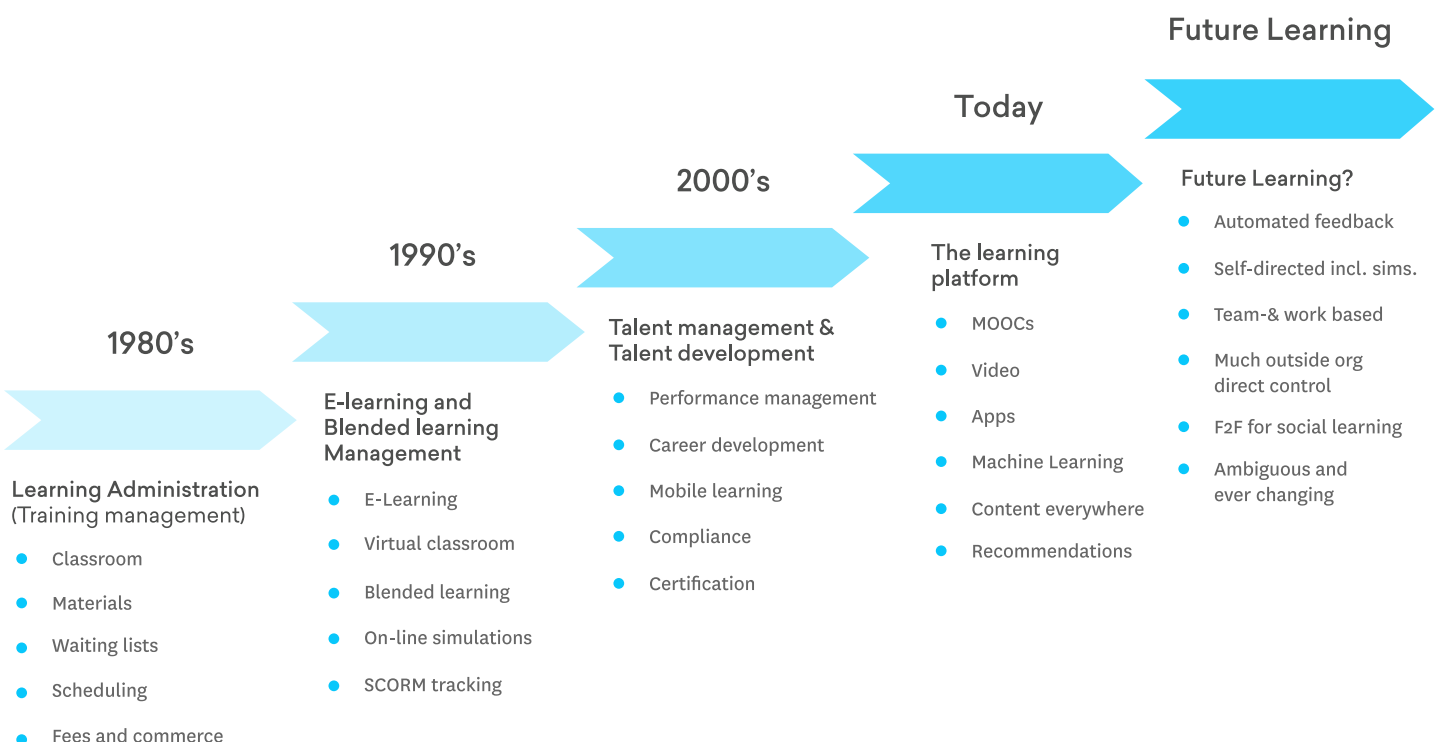 1980's
Learning Administration
(Training management)
Classroom
Materials
Waiting lists
Scheduling
Fees and commerce
1990's
E-learning and
Blended learning
Management
E-Learning
Virtual classroom
Blended learning
On-line simulations
SCORM tracking
2000's
Talent management &
Talent development
Performance management
Career development
Mobile learning
Compliance
Certification
Today
The learning
platform
MOOCs
Video
Apps
Machine Learning
Content everywhere
Recommendations
Future Learning
Future Learning?
Automated feedback
Self-directed incl. sims.
Team-& work based
Much outside org
direct control
F2F for social learning
Ambiguous and
ever changing